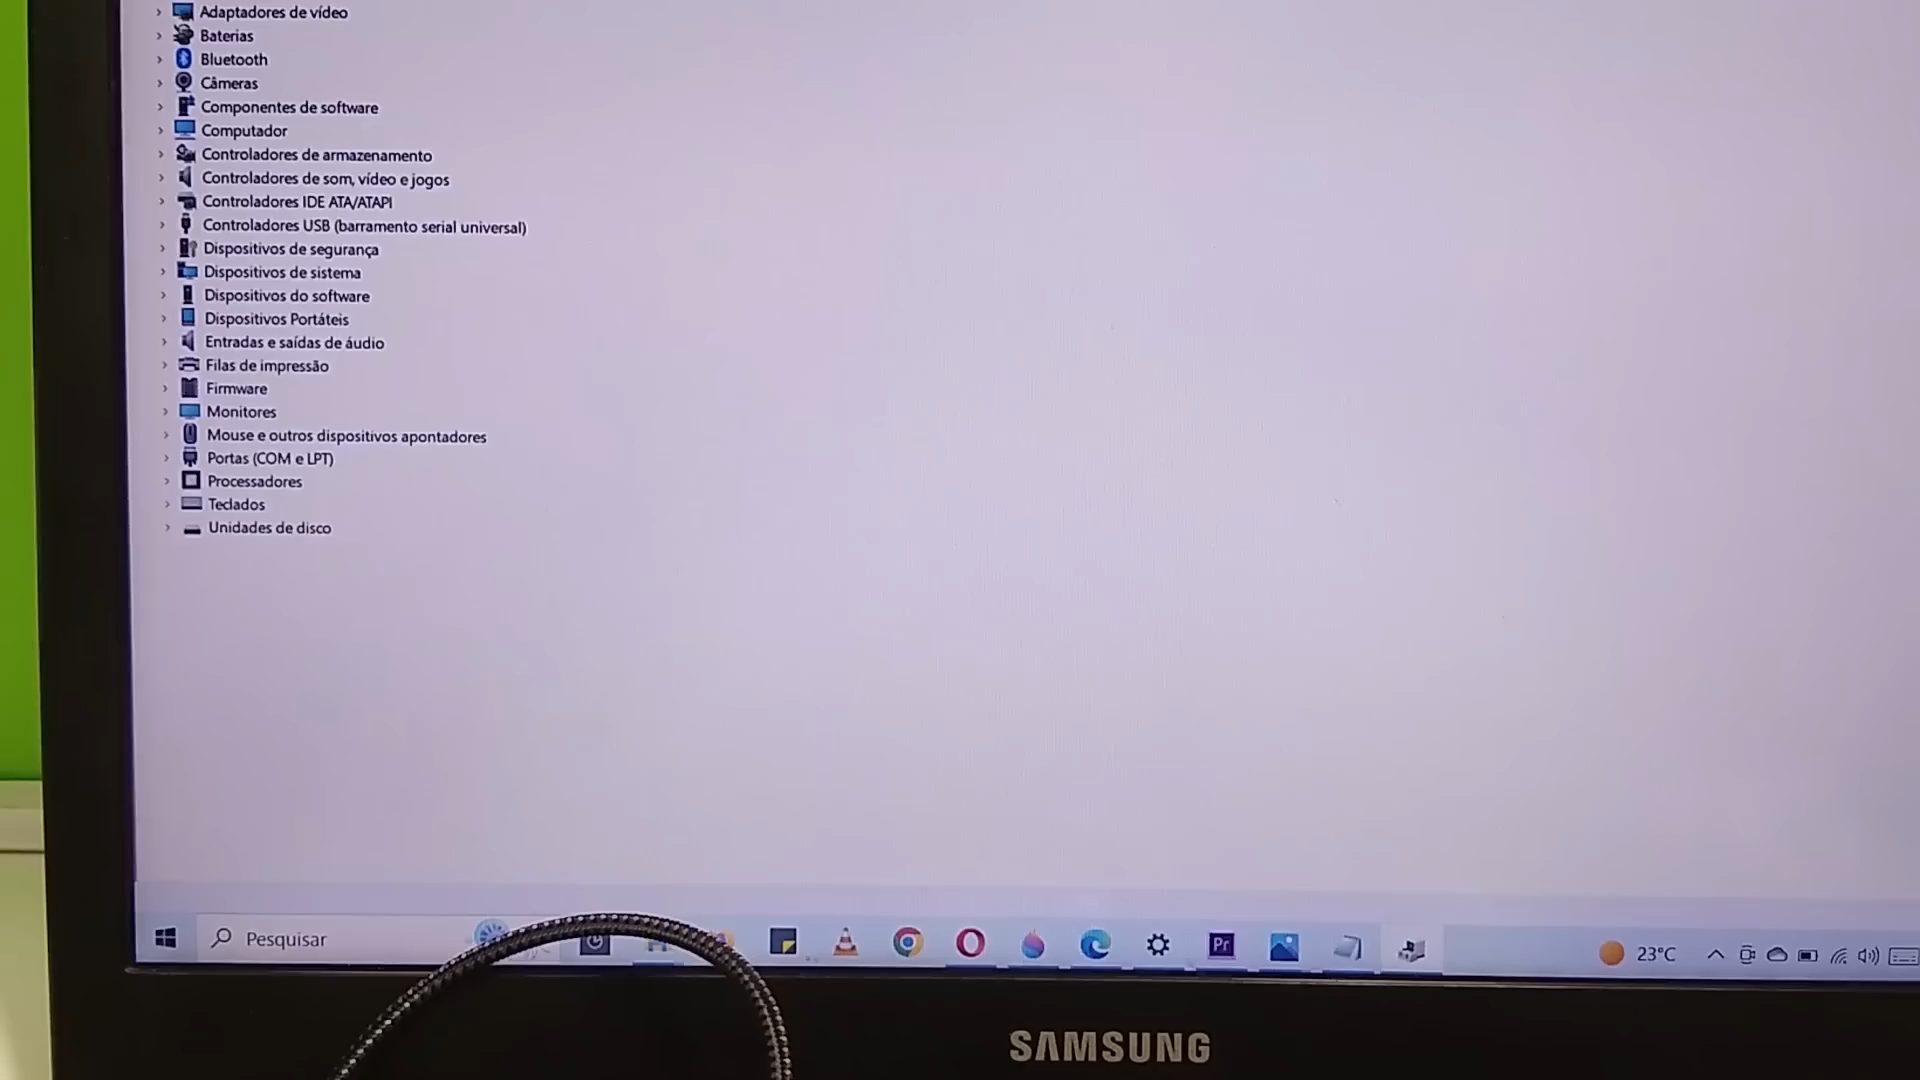 Adaptadores de vídeo
Baterias
Bluetooth
Câmeras
Componentes de software
Computador
Controladores de armazenamento
Controladores de som, vídeo e jogos
Controladores IDE ATA/ATAPI
Controladores USB (barramento serial universal)
Dispositivos de segurança
Dispositivos de sistema
Dispositivos do software
Dispositivos Portáteis
Entradas e saídas de áudio
Filas de impressão
Firmware
Monitores
Mouse e outros dispositivos apontadores
Portas (COM e LPT)
Processadores
Teclados
Unidades de disco
Pesquisar
Pr
23°C
SAMSUNG